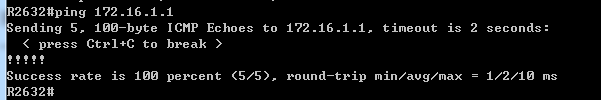 R2632#ping 172.16.1.1
Sending 5, 100-byte ICMP Echoes to 172.16.1.1, timeout is 2 seconds:
  < press Ctrl+C to break >
!!!!!
Success rate is 100 percent (5/5), round-trip min/avg/max = 1/2/10 ms
R2632#